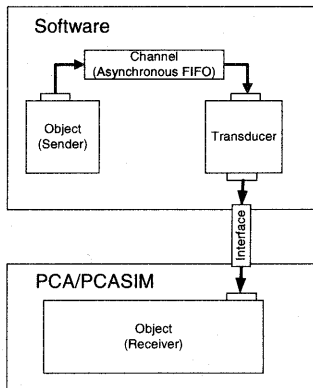 Software
Channel
(Asynchronous FIFO)
Object
(Sender)
Transducer
Interface
PCA/PCASIM
Object
(Receiver)